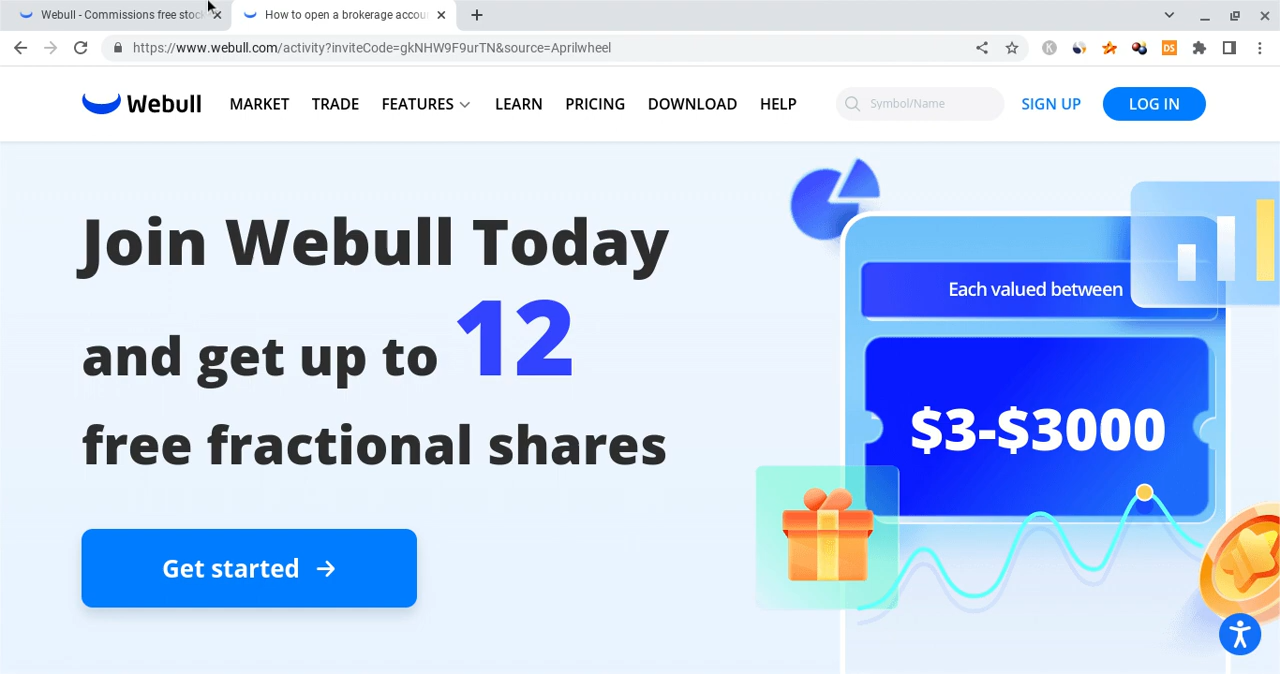 Webull - Commissions free stock
How to open a brokerage accou
https://www.webull.com/activity?inviteCode=gkNHW9F9urTN&source=Aprilwheel
K
DS
Webull MARKET TRADE FEATURES LEARN PRICING DOWNLOAD HELP Symbol/Name SIGN UP LOG IN
Join Webull Today
and get up to 12
free fractional shares
Get started
Each valued between
$3-$3000